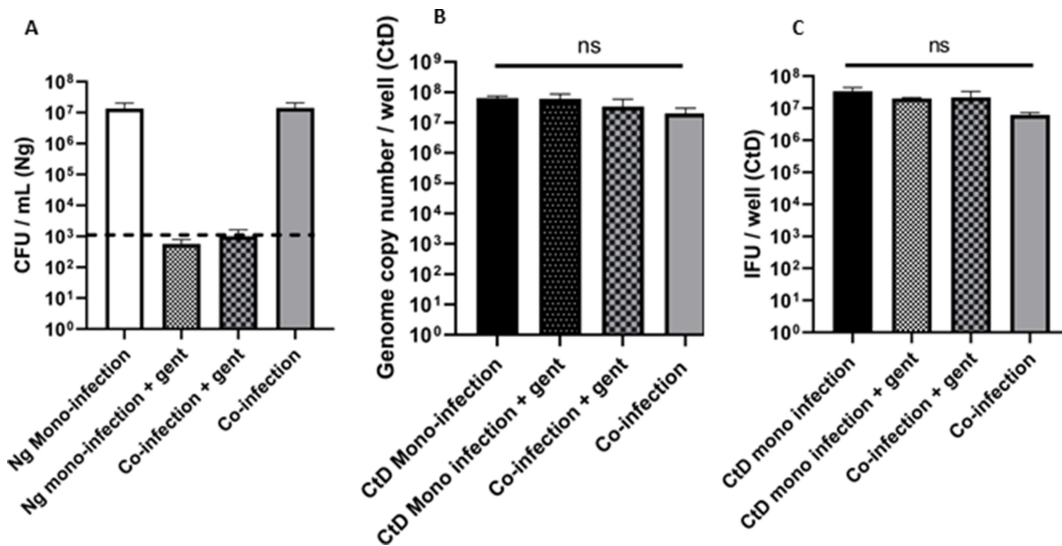 A
CFU / mL (Ng)
10⁸
10⁷
10⁶
10⁵
10⁴
10³
10²
10¹
10⁰
Ng Mono-infection
Ng mono-infection + gent
Co-infection + gent
Co-infection
B
ns
Genome copy number / well (CtD)
10⁹
10⁸
10⁷
10⁶
10⁵
10⁴
10³
10²
10¹
10⁰
CtD Mono-infection
CtD Mono infection + gent
Co-infection + gent
Co-infection
C
ns
IFU / well (CtD)
10⁸
10⁷
10⁶
10⁵
10⁴
10³
10²
10¹
10⁰
CtD mono infection
CtD mono infection + gent
Co-infection + gent
Co-infection